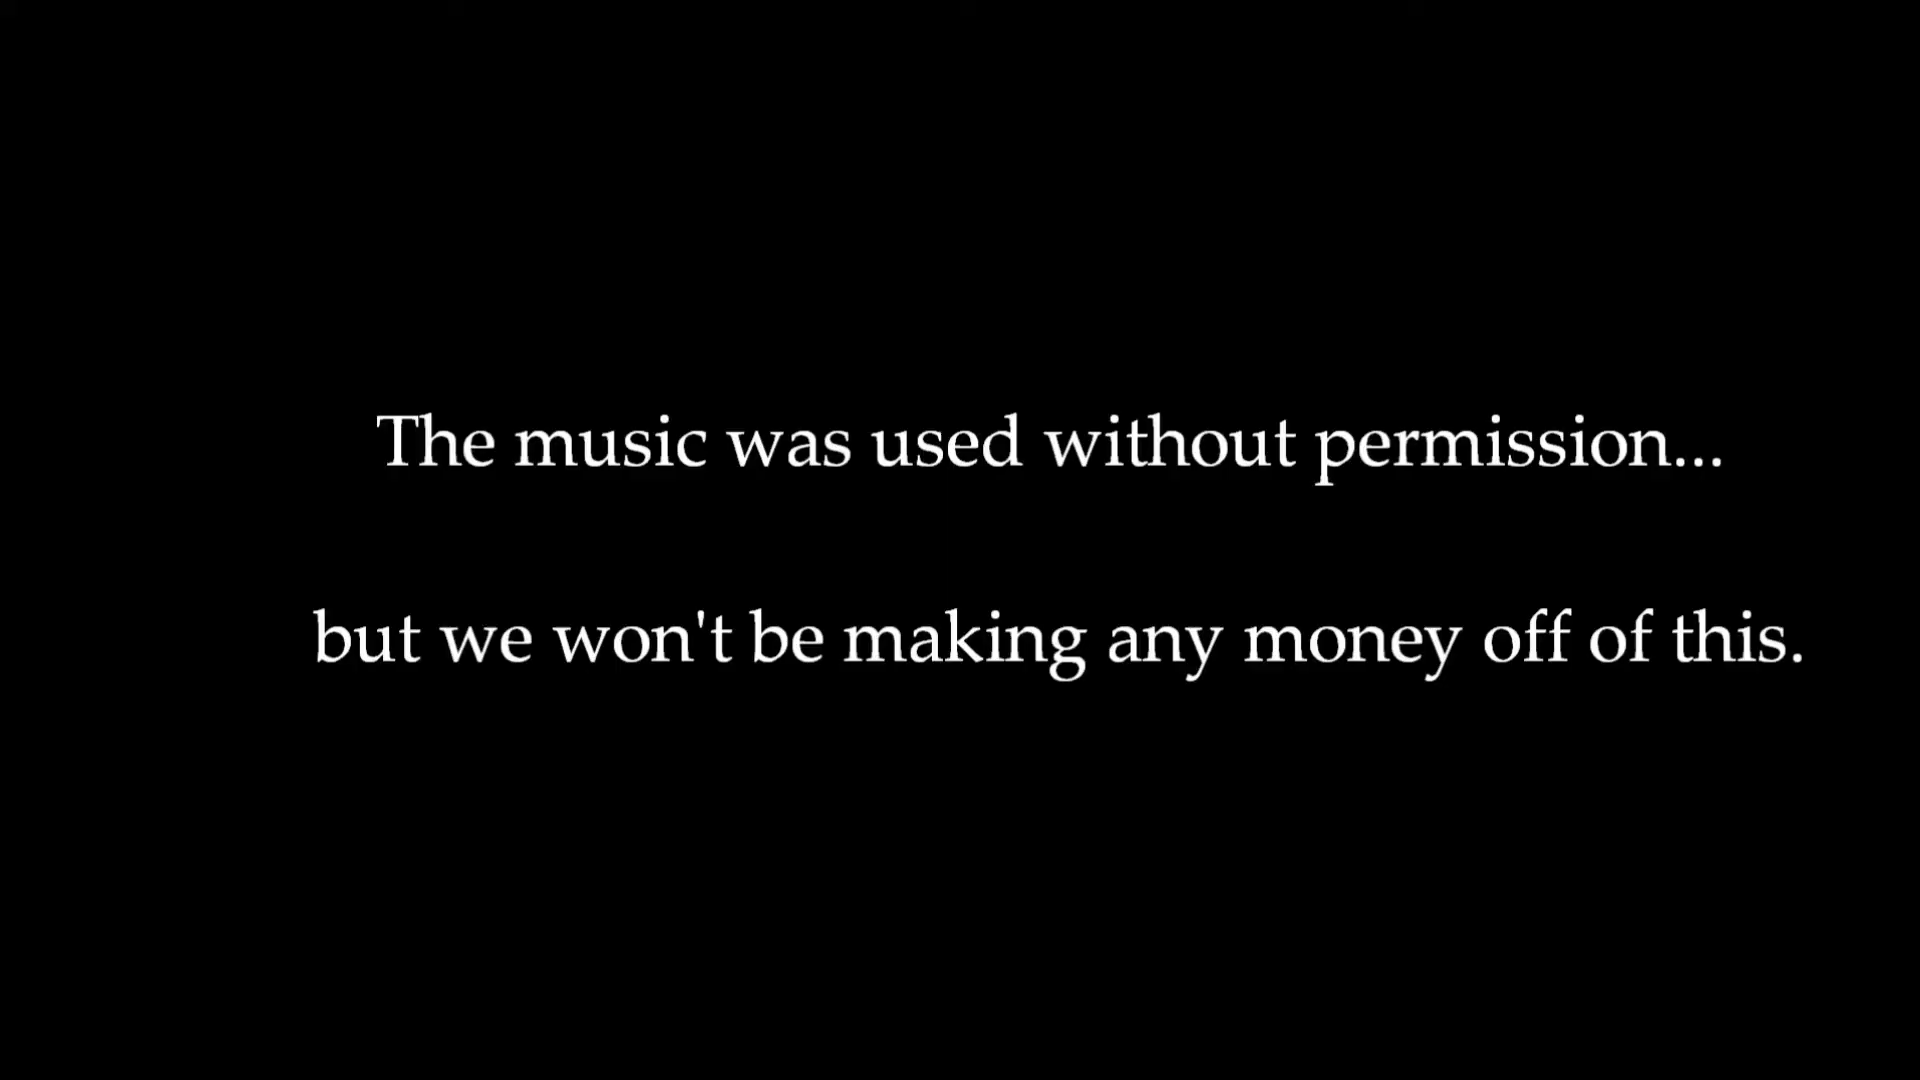 The music was used without permission...
but we won't be making any money off of this.